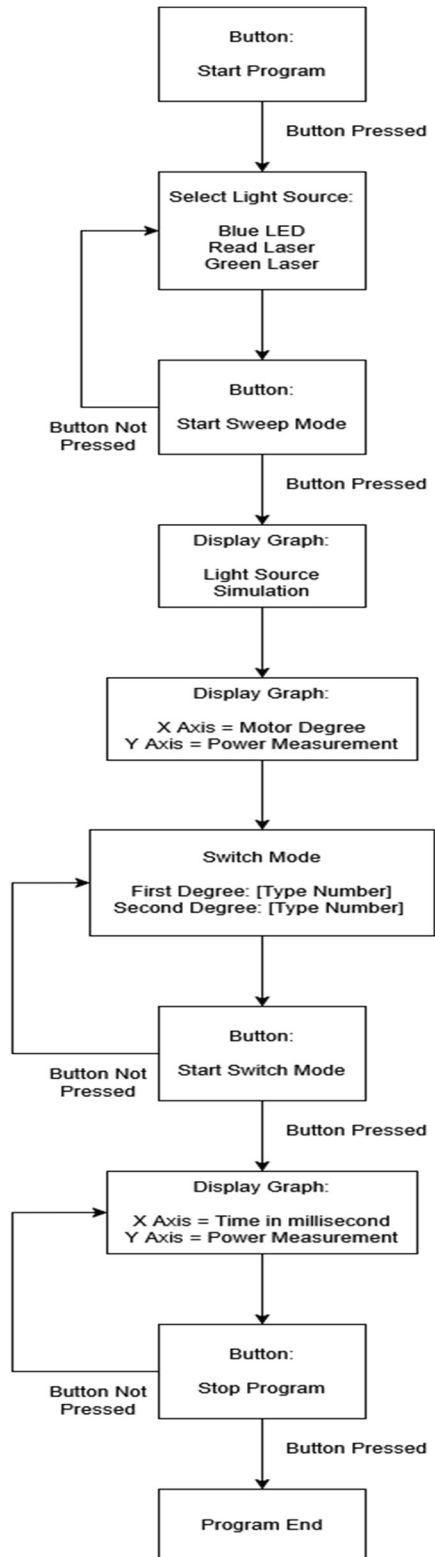 Button:
Start Program
Button Pressed
Select Light Source:
Blue LED
Read Laser
Green Laser
Button:
Start Sweep Mode
Button Not
Pressed
Button Pressed
Display Graph:
Light Source
Simulation
Display Graph:
X Axis = Motor Degree
Y Axis = Power Measurement
Switch Mode
First Degree: [Type Number]
Second Degree: [Type Number]
Button:
Start Switch Mode
Button Not
Pressed
Button Pressed
Display Graph:
X Axis = Time in millisecond
Y Axis = Power Measurement
Button:
Stop Program
Button Not
Pressed
Button Pressed
Program End